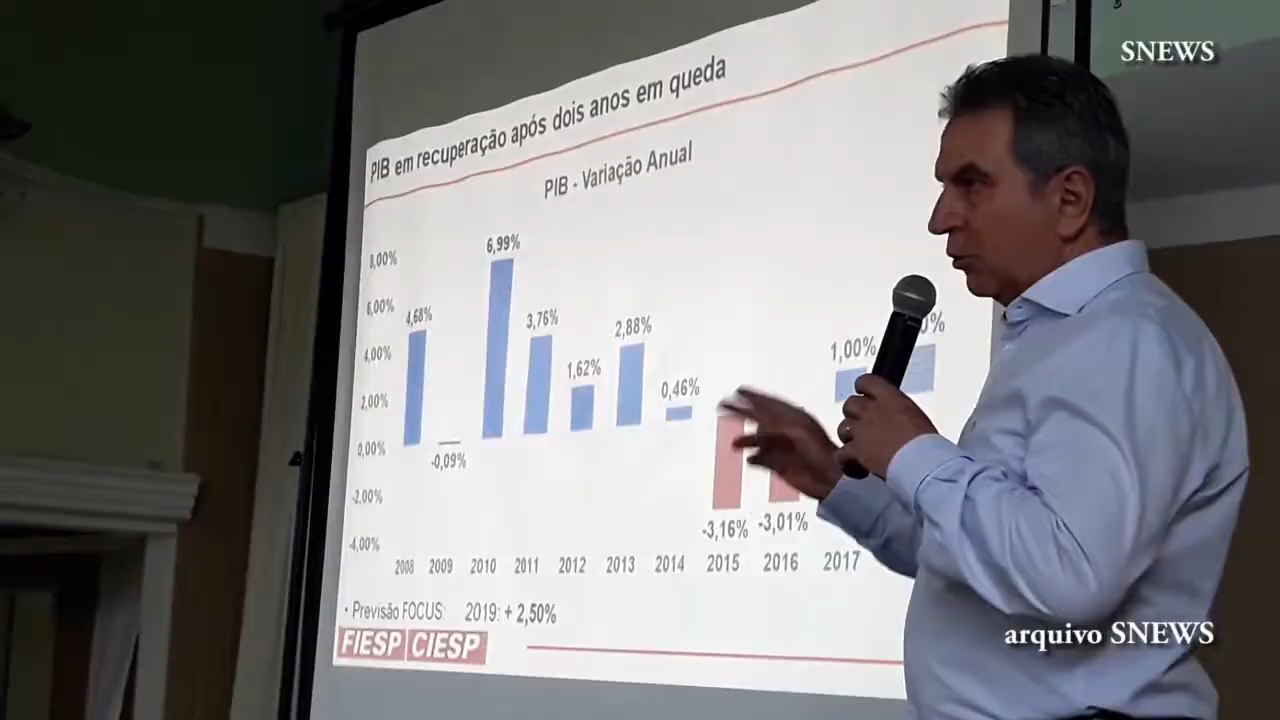 SNEWS
PIB em recuperação após dois anos em queda
PIB - Variação Anual
8,00%
6,00%
4,00%
2,00%
0,00%
-2,00%
-4,00%
4,68%
-0,09%
6,99%
3,76%
1,62%
2,88%
0,46%
-3,16%
-3,01%
1,00%
0%
2008 2009 2010 2011 2012 2013 2014 2015 2016 2017
• Previsão FOCUS: 2019: + 2,50%
FIESP CIESP
arquivo SNEWS